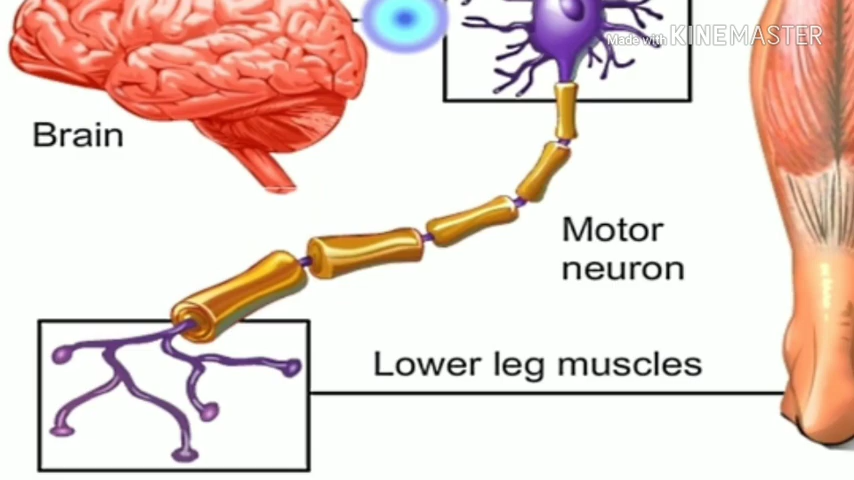 Made with KINEMASTER
Brain
Motor
neuron
Lower leg muscles